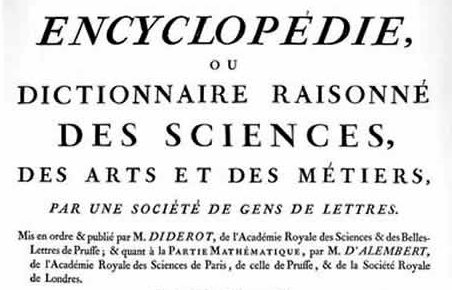 ENCYCLOPÉDIE,
OU
DICTIONNAIRE RAISONNÉ
DES SCIENCES,
DES ARTS ET DES MÉTIERS,
PAR UNE SOCIÉTÉ DE GENS DE LETTRES.
Mis en ordre & publié par M. DIDEROT, de l'Académie Royale des Sciences & des Belles-
Lettres de Pruſſe; & quant à la PARTIE MATHÉMATIQUE, par M. D'ALEMBERT,
de l'Académie Royale des Sciences de Paris, de celle de Pruſſe, & de la Société Royale
de Londres.